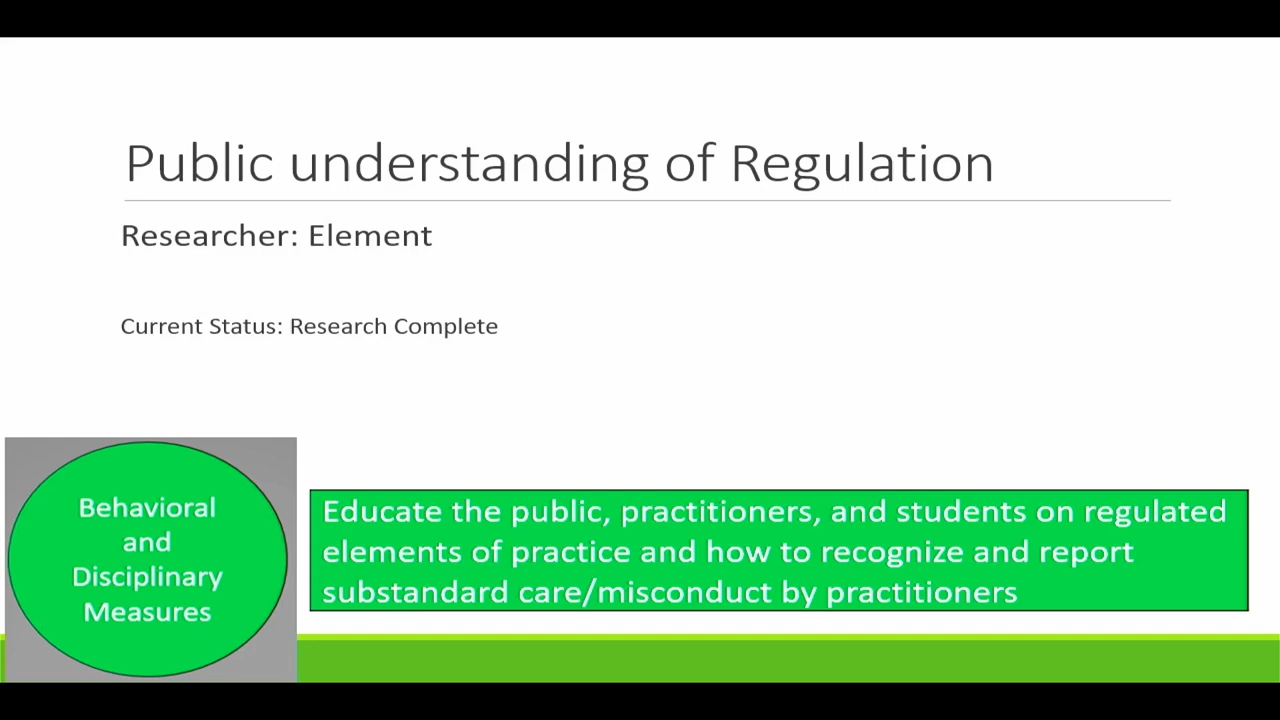 Public understanding of Regulation
Researcher: Element
Current Status: Research Complete
Behavioral
and
Disciplinary
Measures
Educate the public, practitioners, and students on regulated
elements of practice and how to recognize and report
substandard care/misconduct by practitioners